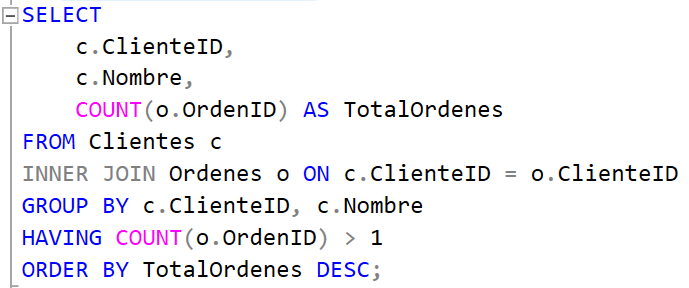 SELECT
    c.ClienteID,
    c.Nombre,
    COUNT(o.OrdenID) AS TotalOrdenes
FROM Clientes c
INNER JOIN Ordenes o ON c.ClienteID = o.ClienteID
GROUP BY c.ClienteID, c.Nombre
HAVING COUNT(o.OrdenID) > 1
ORDER BY TotalOrdenes DESC;